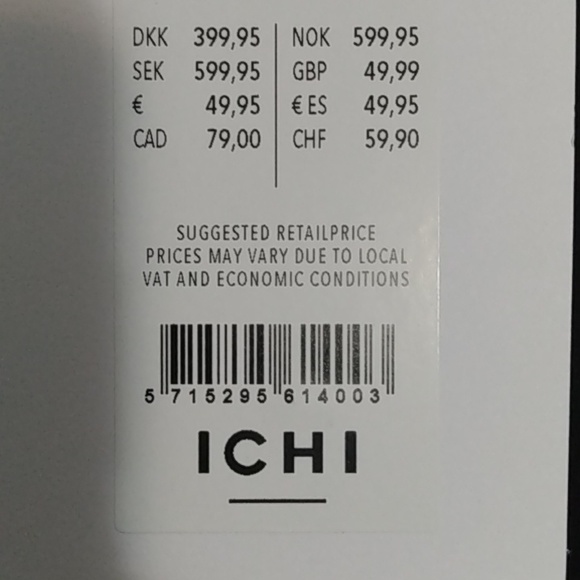 DKK 399,95 NOK 599,95
SEK 599,95 GBP 49,99
€ 49,95 € ES 49,95
CAD 79,00 CHF 59,90
SUGGESTED RETAILPRICE
PRICES MAY VARY DUE TO LOCAL
VAT AND ECONOMIC CONDITIONS
5 715295 614003
ICHI